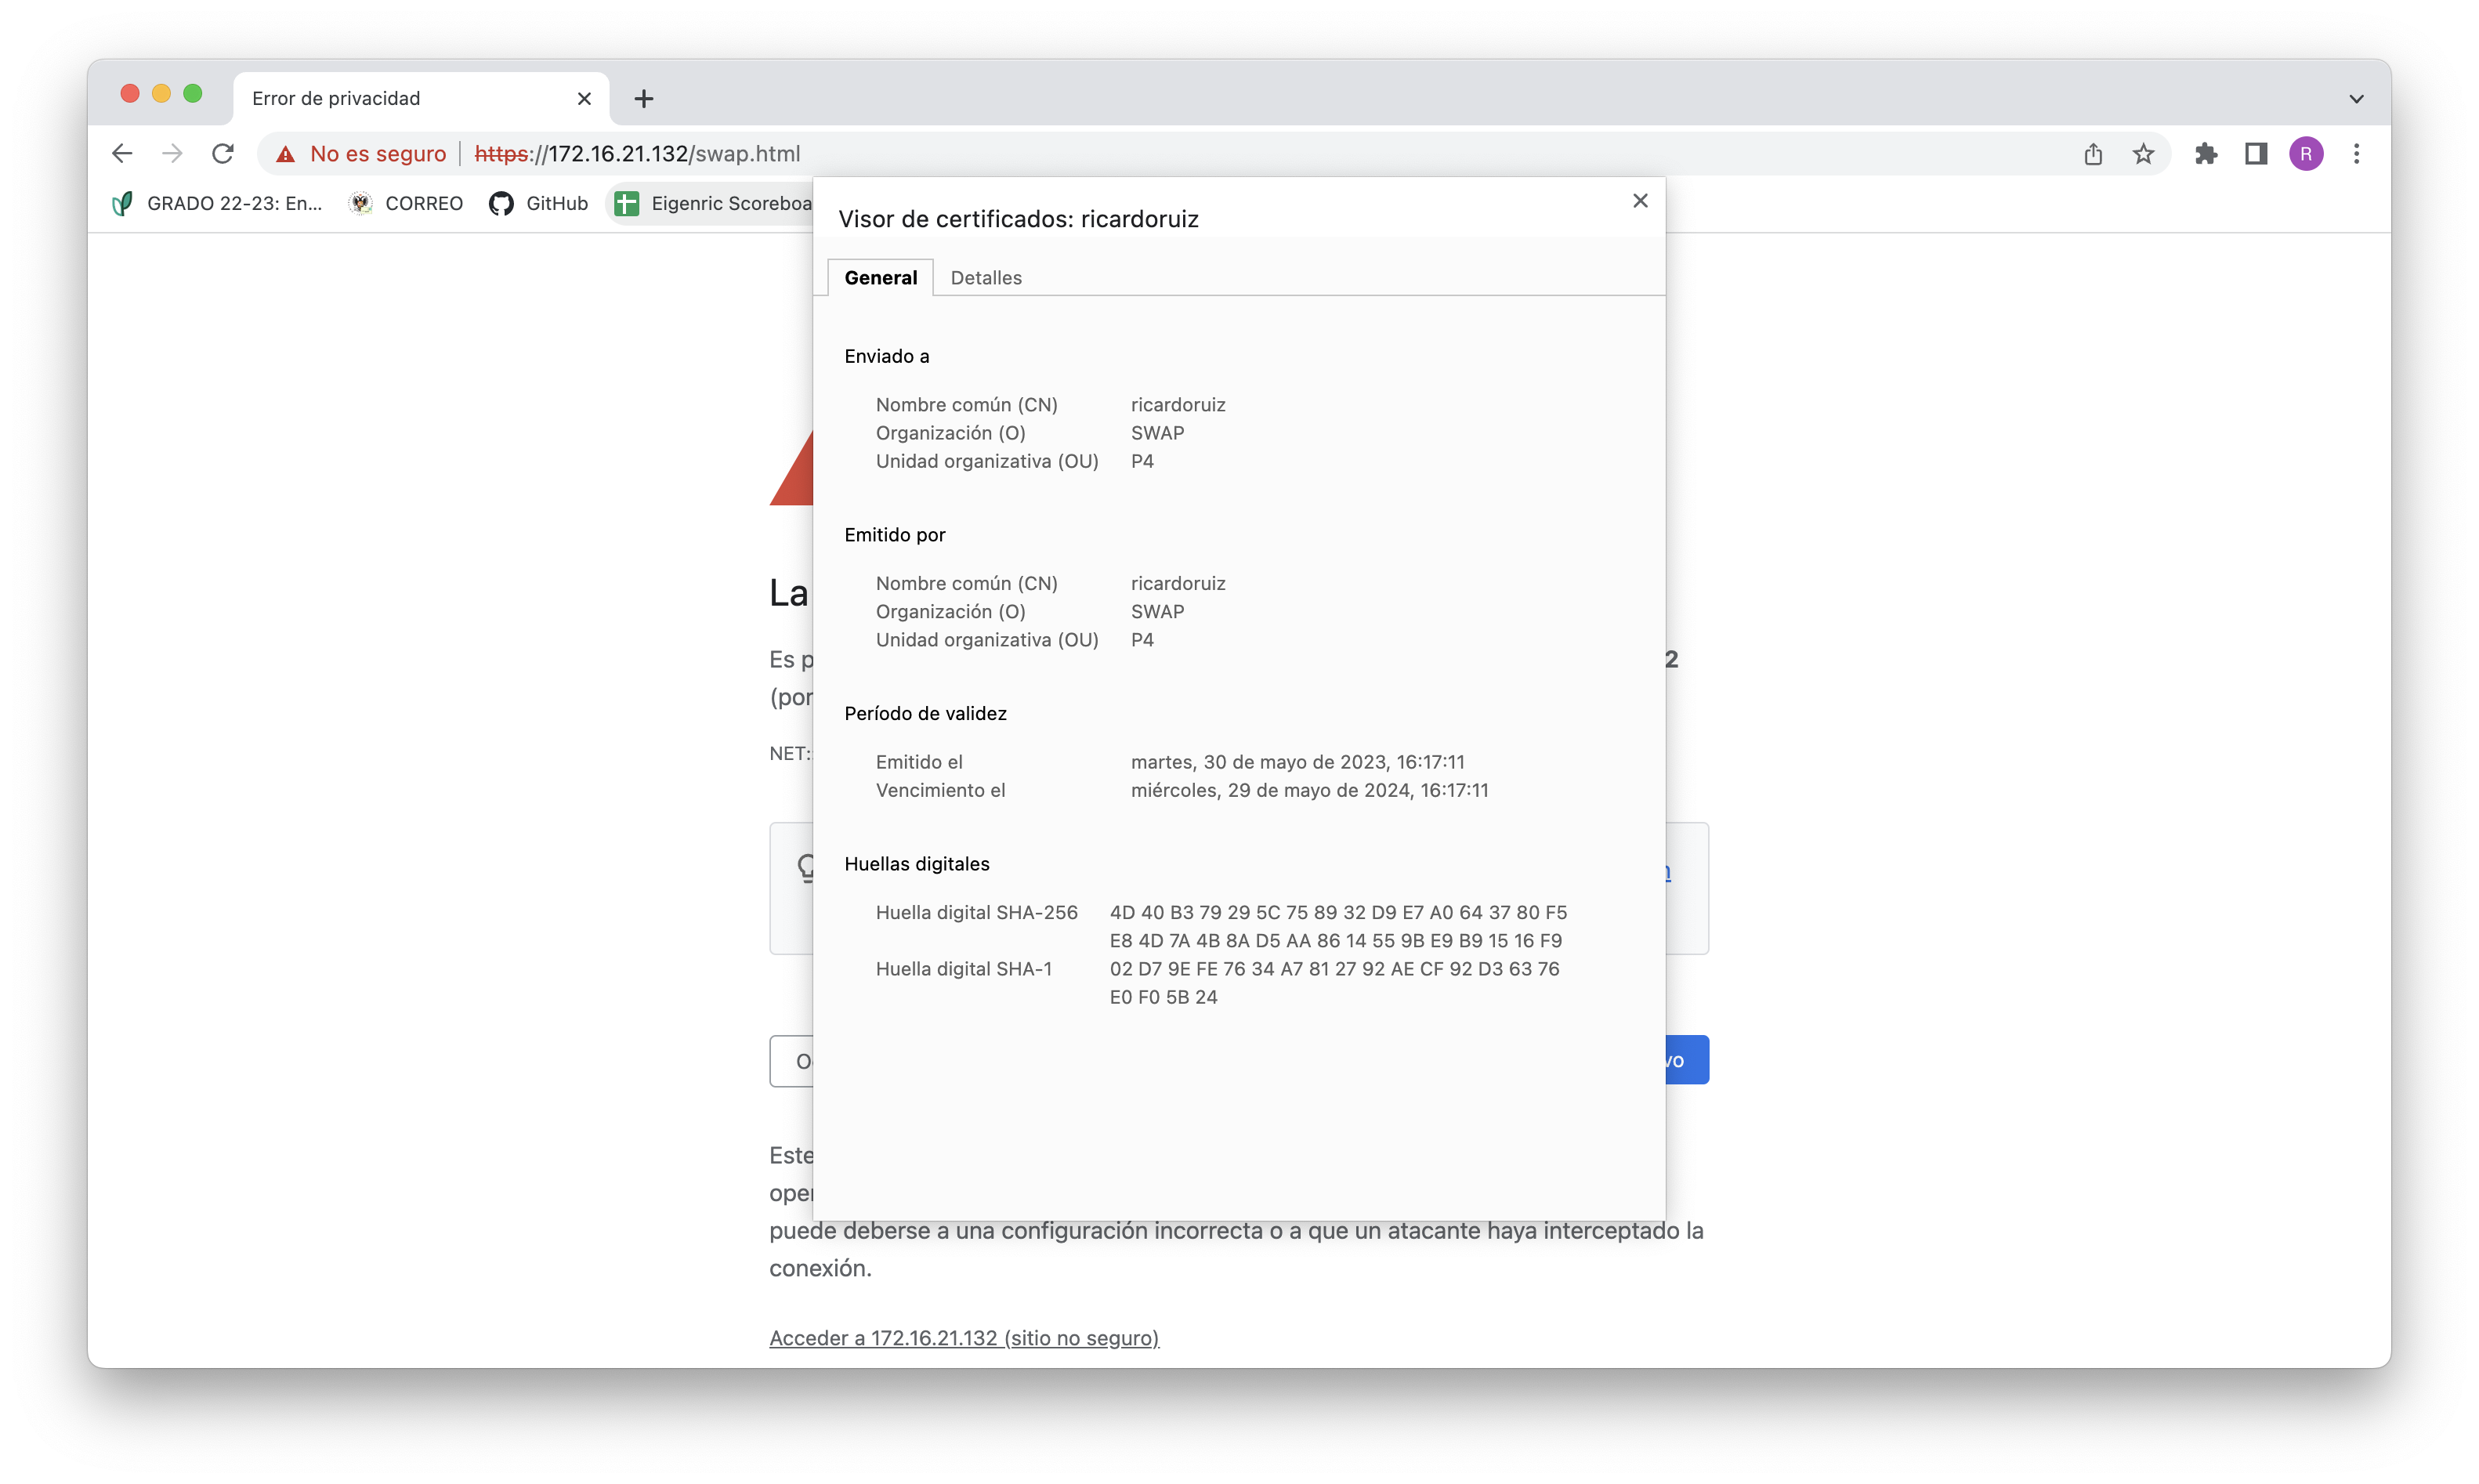 Error de privacidad
No es seguro | https://172.16.21.132/swap.html
R
GRADO 22-23: En... CORREO GitHub Eigenric Scoreboa
Visor de certificados: ricardoruiz
General Detalles
Enviado a
Nombre común (CN) ricardoruiz
Organización (O) SWAP
Unidad organizativa (OU) P4
Emitido por
Nombre común (CN) ricardoruiz
Organización (O) SWAP
Unidad organizativa (OU) P4
La
Es p 2
(por
Período de validez
NET::
Emitido el martes, 30 de mayo de 2023, 16:17:11
Vencimiento el miércoles, 29 de mayo de 2024, 16:17:11
Huellas digitales
Huella digital SHA-256 4D 40 B3 79 29 5C 75 89 32 D9 E7 A0 64 37 80 F5
E8 4D 7A 4B 8A D5 AA 86 14 55 9B E9 B9 15 16 F9
Huella digital SHA-1 02 D7 9E FE 76 34 A7 81 27 92 AE CF 92 D3 63 76
E0 F0 5B 24
vo
Este
oper
puede deberse a una configuración incorrecta o a que un atacante haya interceptado la
conexión.
Acceder a 172.16.21.132 (sitio no seguro)